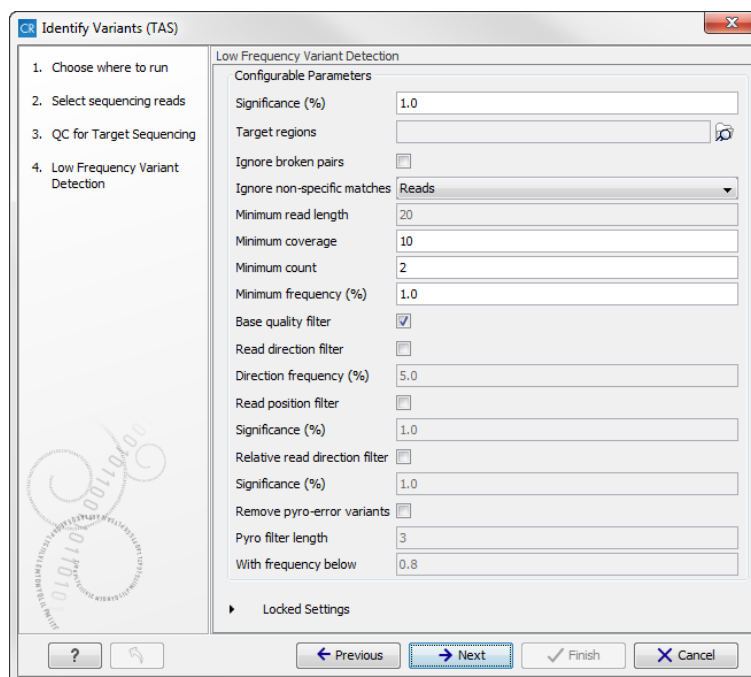 CR Identify Variants (TAS)
1. Choose where to run
2. Select sequencing reads
3. QC for Target Sequencing
4. Low Frequency Variant
Detection
Low Frequency Variant Detection
Configurable Parameters
Significance (%) 1.0
Target regions
Ignore broken pairs
Ignore non-specific matches Reads
Minimum read length 20
Minimum coverage 10
Minimum count 2
Minimum frequency (%) 1.0
Base quality filter
Read direction filter
Direction frequency (%) 5.0
Read position filter
Significance (%) 1.0
Relative read direction filter
Significance (%) 1.0
Remove pyro-error variants
Pyro filter length 3
With frequency below 0.8
Locked Settings
? Previous Next Finish Cancel